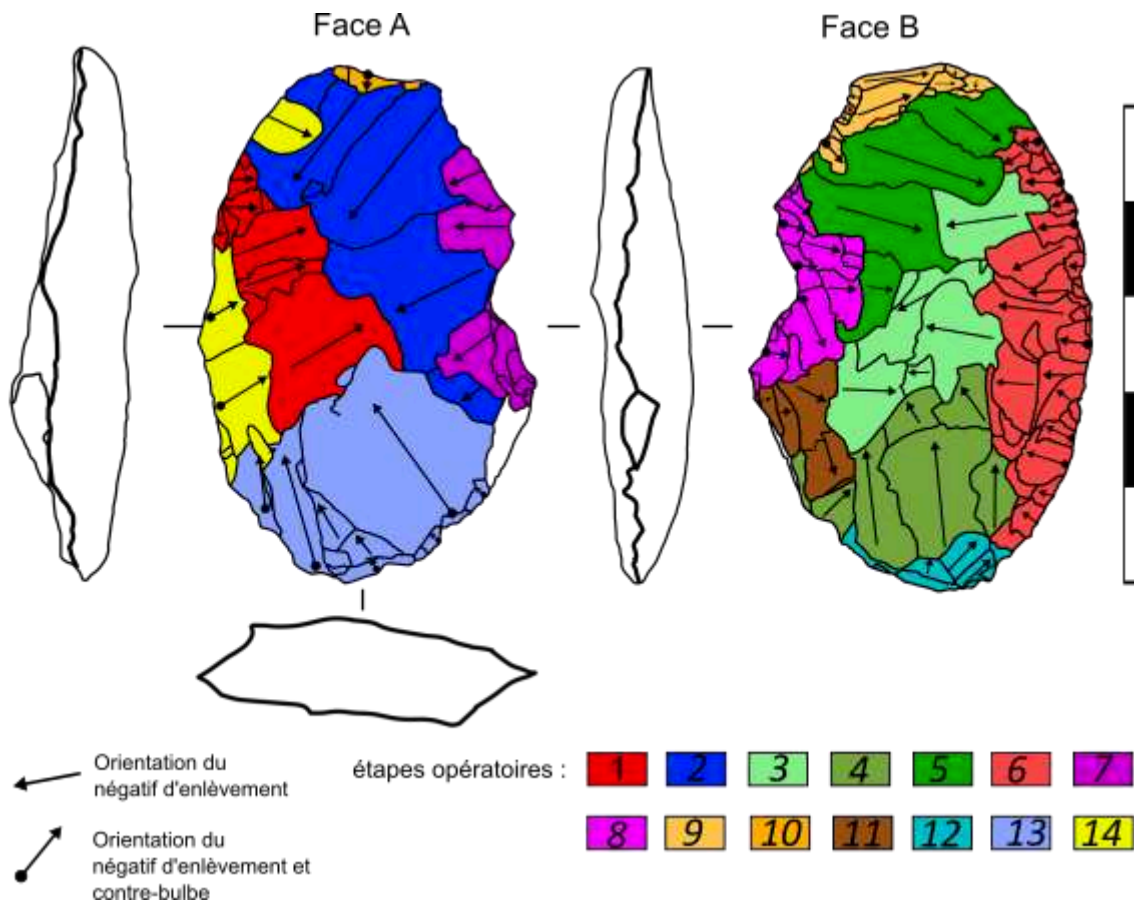 Face A
Face B
Orientation du
négatif d'enlèvement
Orientation du
négatif d'enlèvement et
contre-bulbe
étapes opératoires :
1 2 3 4 5 6 7
8 9 10 11 12 13 14